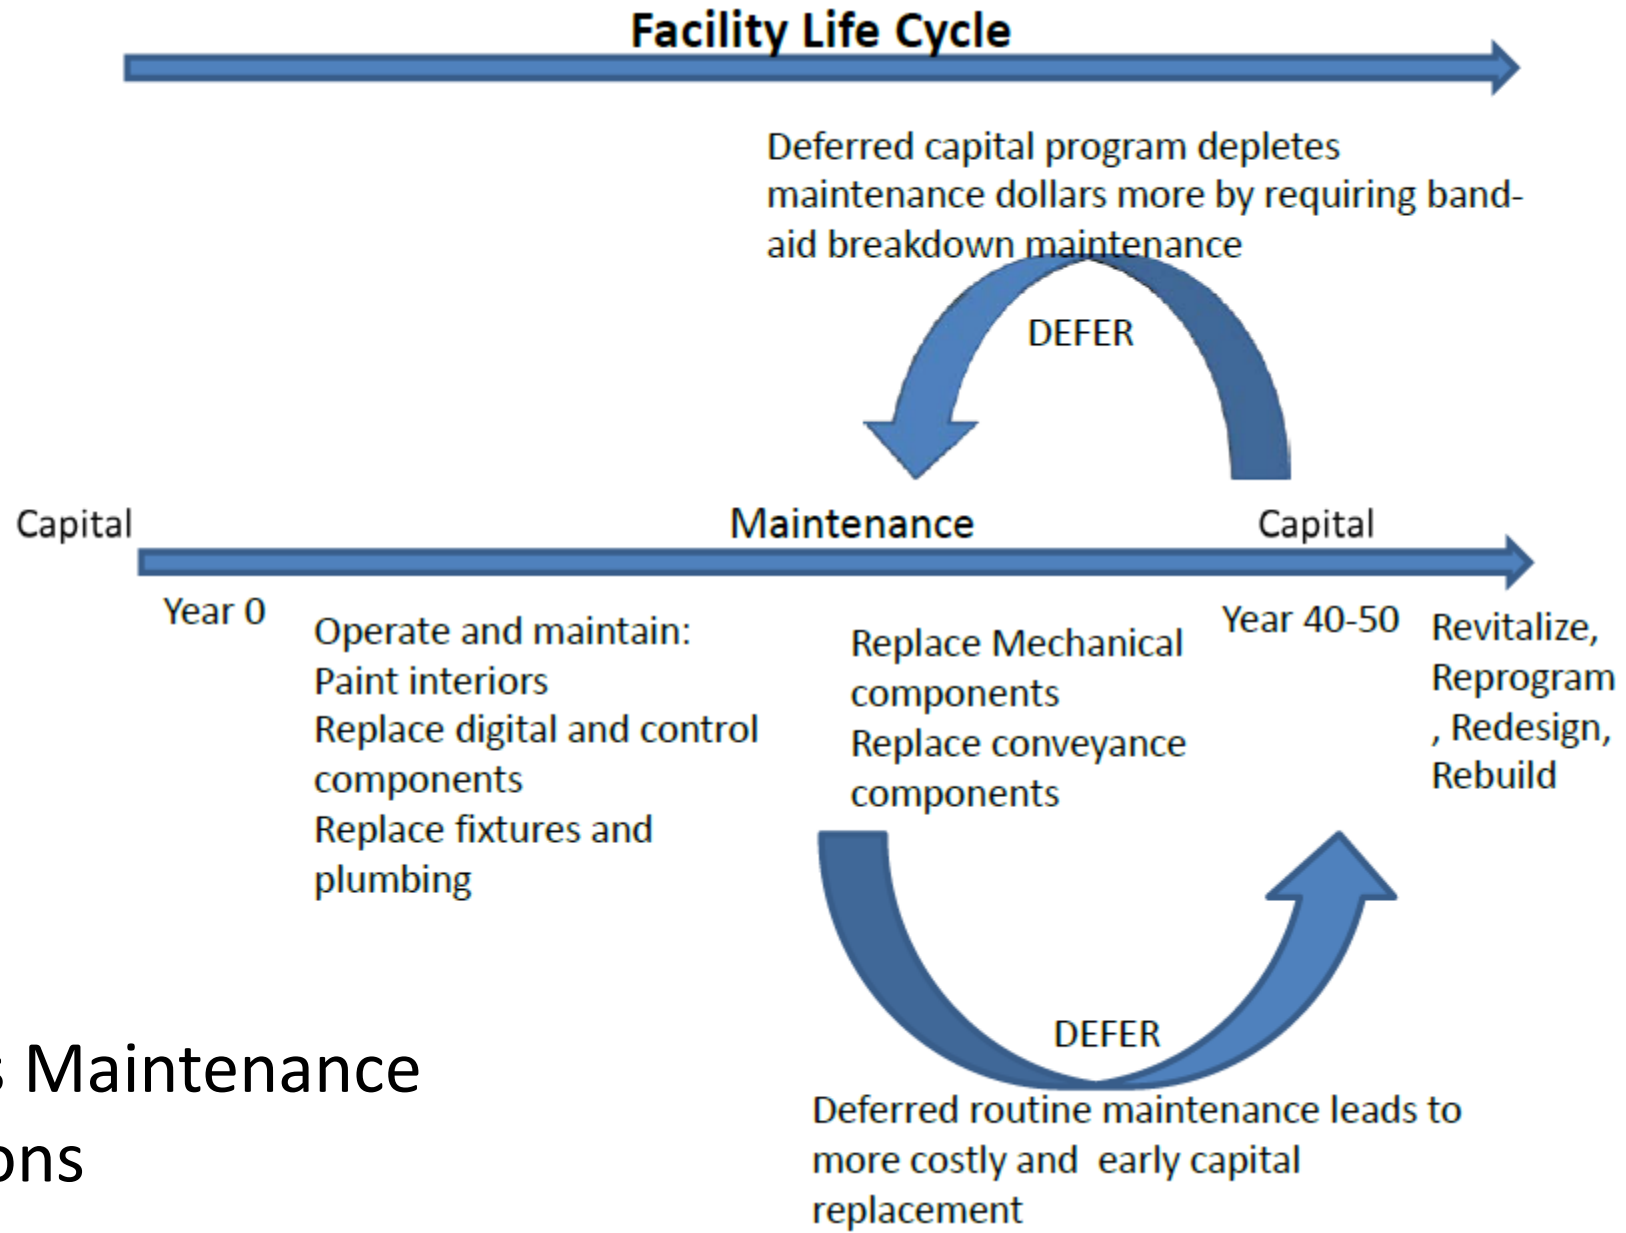 Facility Life Cycle
Deferred capital program depletes
maintenance dollars more by requiring band-
aid breakdown maintenance
DEFER
Capital
Maintenance
Capital
Year 0
Operate and maintain:
Paint interiors
Replace digital and control
components
Replace fixtures and
plumbing
Replace Mechanical
components
Replace conveyance
components
Year 40-50
Revitalize,
Reprogram
, Redesign,
Rebuild
DEFER
Deferred routine maintenance leads to
more costly and  early capital
replacement
s Maintenance
ons